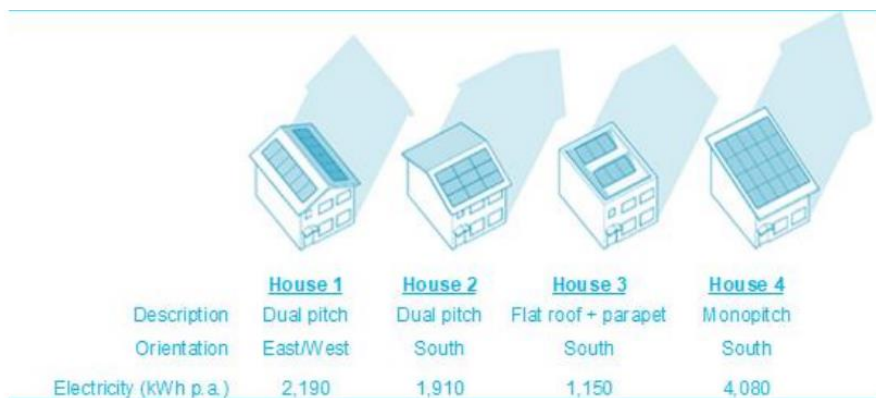 House 1 House 2 House 3 House 4
Description Dual pitch Dual pitch Flat roof + parapet Monopitch
Orientation East/West South South South
Electricity (kWh p.a.) 2,190 1,910 1,150 4,080